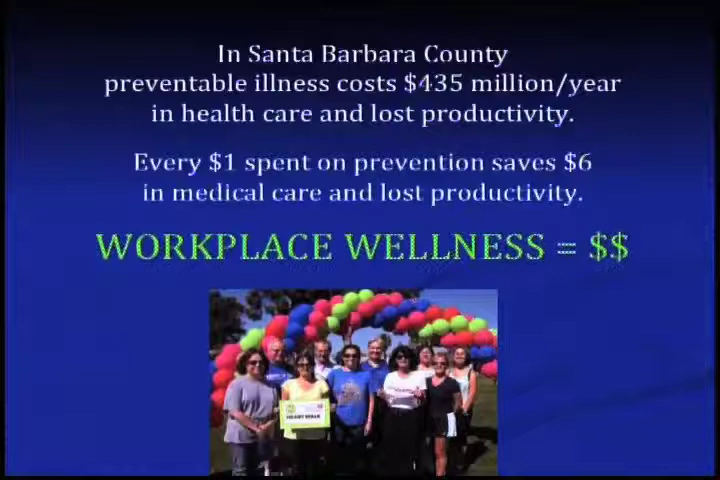 In Santa Barbara County
preventable illness costs $435 million/year
in health care and lost productivity.
Every $1 spent on prevention saves $6
in medical care and lost productivity.
WORKPLACE WELLNESS = $$